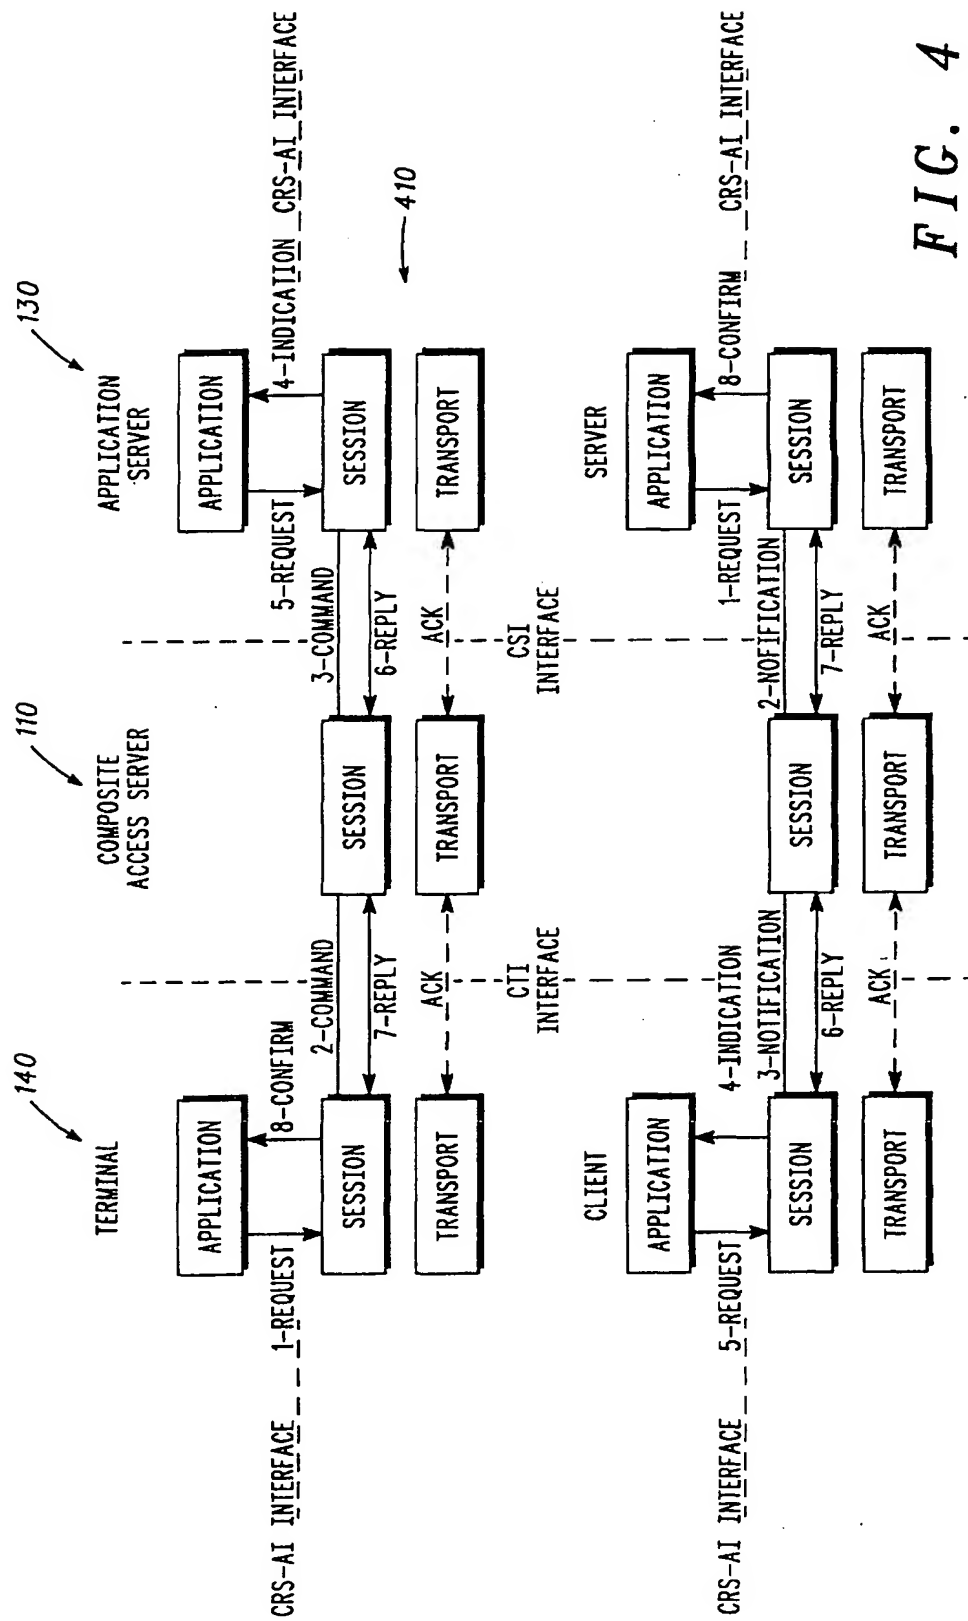 140
110
130
TERMINAL
COMPOSITE
ACCESS SERVER
APPLICATION
SERVER
APPLICATION
APPLICATION
CRS-AI INTERFACE
1-REQUEST
8-CONFIRM
2-COMMAND
3-COMMAND
5-REQUEST
4-INDICATION
CRS-AI INTERFACE
SESSION
7-REPLY
SESSION
6-REPLY
SESSION
410
TRANSPORT
ACK
TRANSPORT
ACK
TRANSPORT
CTI
INTERFACE
CSI
INTERFACE
CLIENT
SERVER
APPLICATION
APPLICATION
CRS-AI INTERFACE
5-REQUEST
4-INDICATION
3-NOTIFICATION
2-NOFIFICATION
1-REQUEST
8-CONFIRM
CRS-AI INTERFACE
SESSION
6-REPLY
SESSION
7-REPLY
SESSION
TRANSPORT
ACK
TRANSPORT
ACK
TRANSPORT
FIG. 4